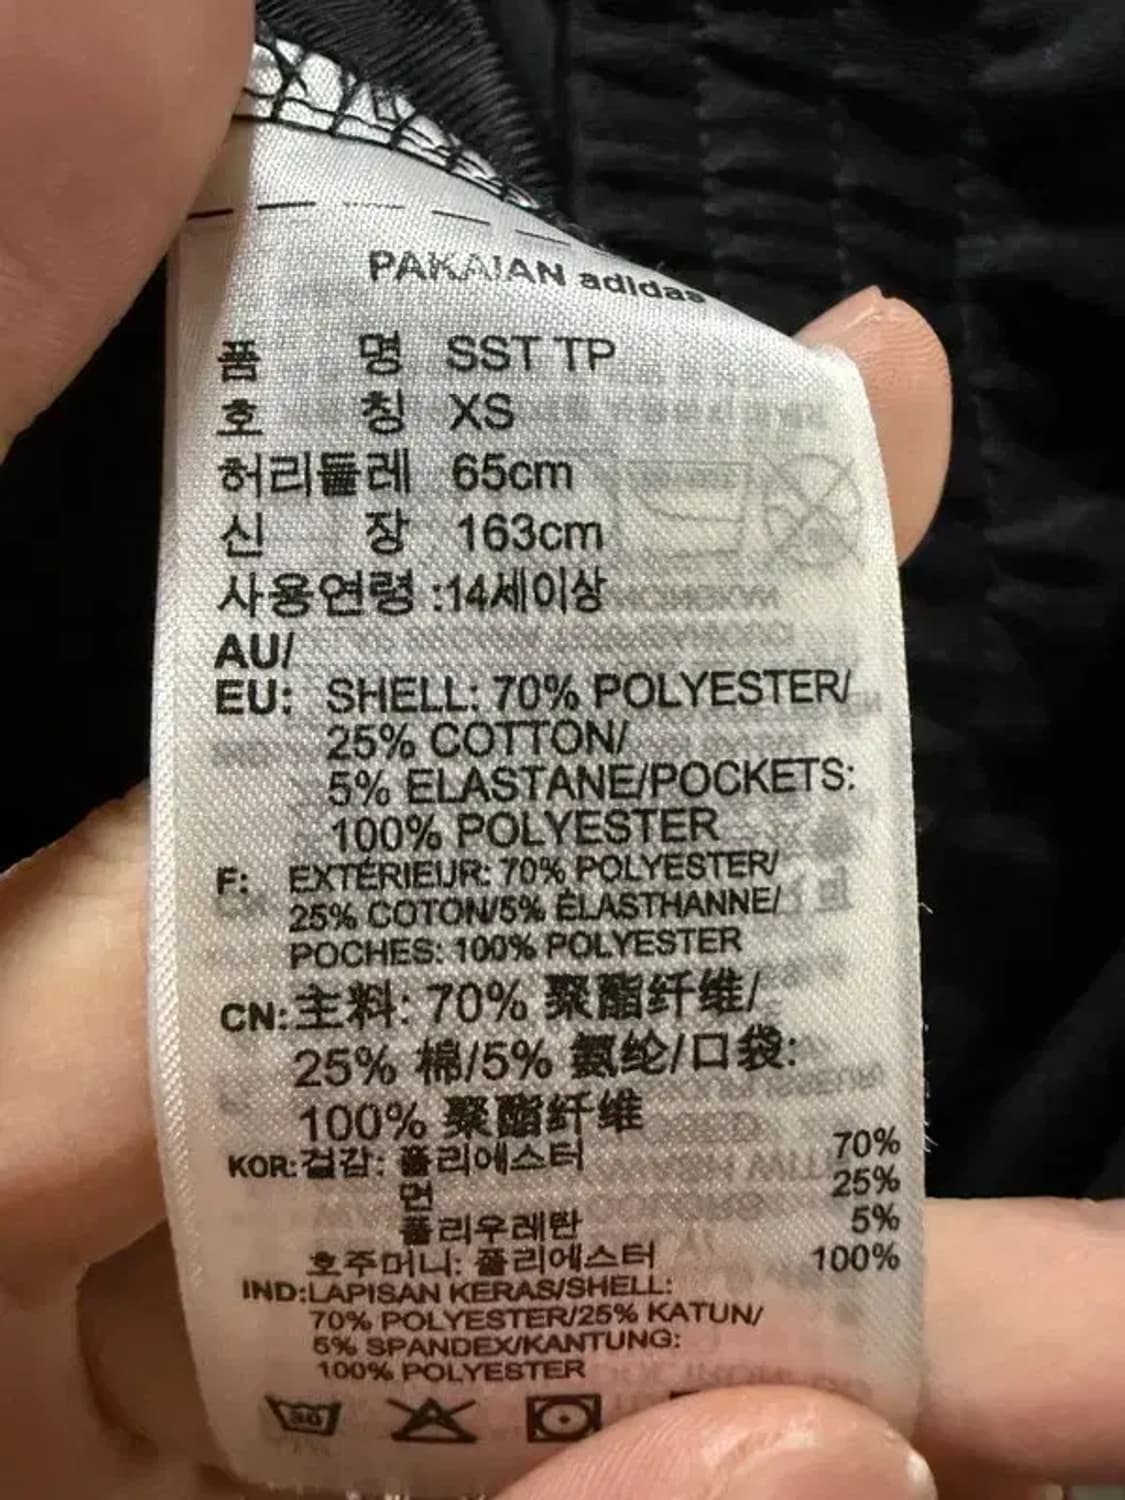 PAKAIAN adidas
품 명 SST TP
호 칭 XS
허리둘레 65cm
신 장 163cm
사용연령 :14세이상
AU/
EU: SHELL: 70% POLYESTER/
25% COTTON/
5% ELASTANE/POCKETS:
100% POLYESTER
F: EXTÉRIEUR: 70% POLYESTER/
25% COTON/5% ÉLASTHANNE/
POCHES: 100% POLYESTER
CN: 主料: 70% 聚酯纤维/
25% 棉/5% 氨纶/口袋:
100% 聚酯纤维
KOR: 겉감: 폴리에스터 70%
면 25%
폴리우레탄 5%
호주머니: 폴리에스터 100%
IND:LAPISAN KERAS/SHELL:
70% POLYESTER/25% KATUN/
5% SPANDEX/KANTUNG:
100% POLYESTER
30